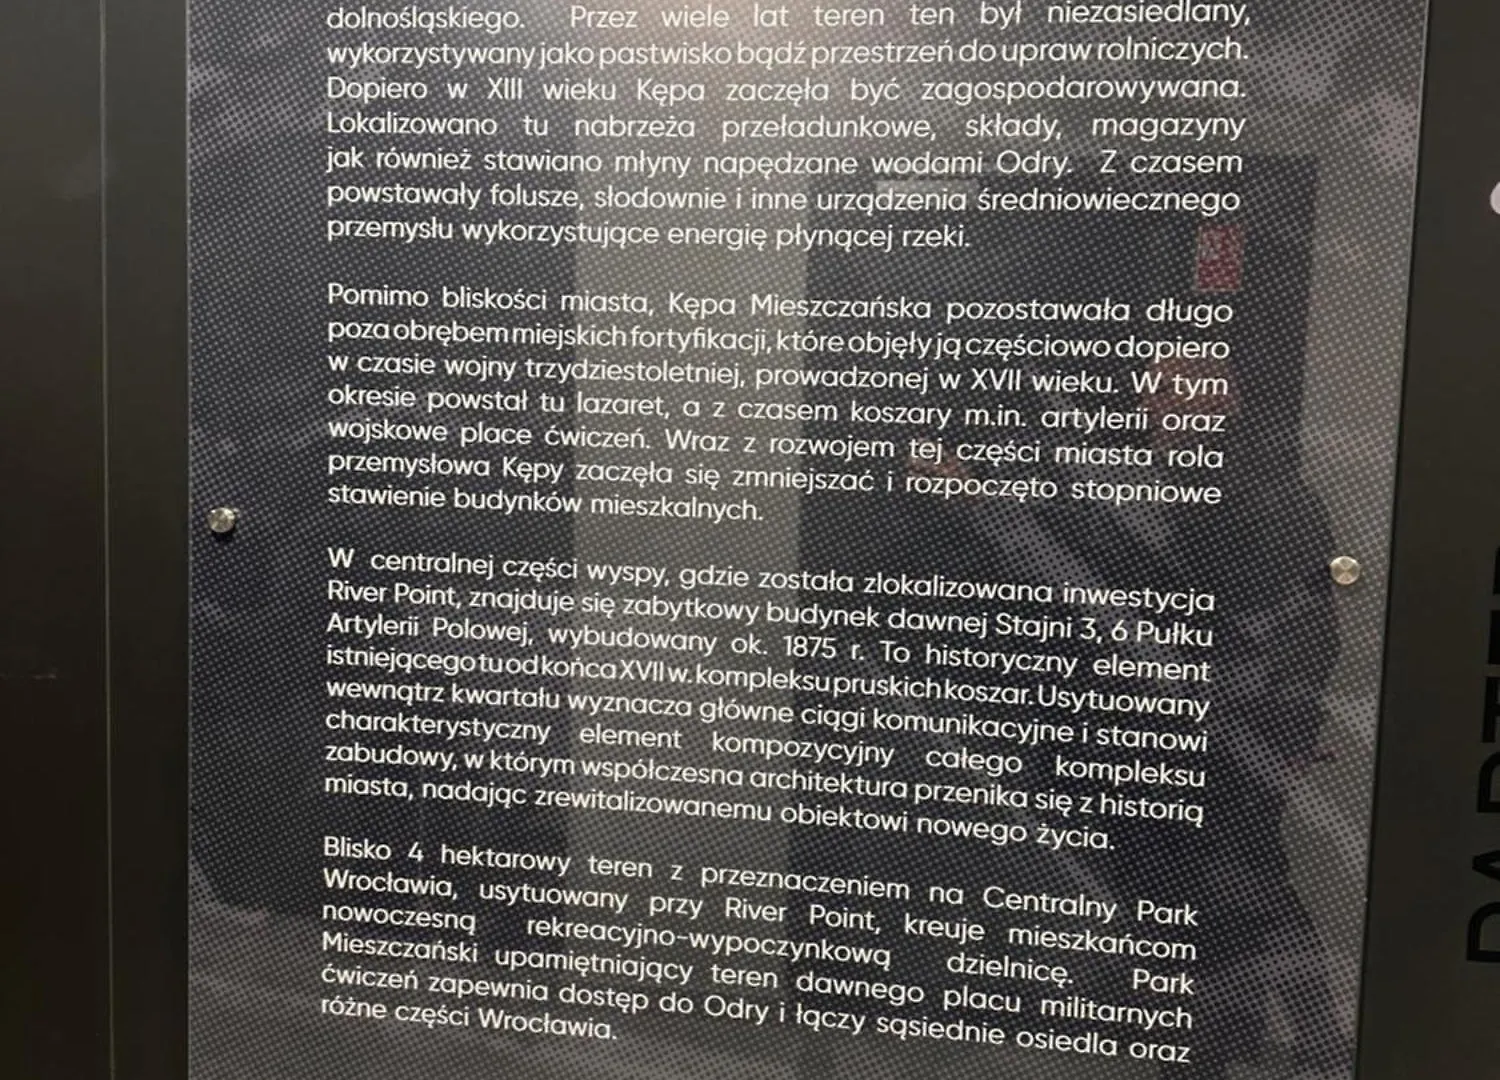 dolnośląskiego. Przez wiele lat teren ten był niezasiedlany,
wykorzystywany jako pastwisko bądź przestrzeń do upraw rolniczych.
Dopiero w XIII wieku Kępa zaczęła być zagospodarowywana.
Lokalizowano tu nabrzeża przeładunkowe, składy, magazyny
jak również stawiano młyny napędzane wodami Odry. Z czasem
powstawały folusze, słodownie i inne urządzenia średniowiecznego
przemysłu wykorzystujące energię płynącej rzeki.
Pomimo bliskości miasta, Kępa Mieszczańska pozostawała długo
poza obrębem miejskich fortyfikacji, które objęły ją częściowo dopiero
w czasie wojny trzydziestoletniej, prowadzonej w XVII wieku. W tym
okresie powstał tu lazaret, a z czasem koszary m.in. artylerii oraz
wojskowe place ćwiczeń. Wraz z rozwojem tej części miasta rola
przemysłowa Kępy zaczęła się zmniejszać i rozpoczęto stopniowe
stawienie budynków mieszkalnych.
W centralnej części wyspy, gdzie została zlokalizowana inwestycja
River Point, znajduje się zabytkowy budynek dawnej Stajni 3, 6 Pułku
Artylerii Polowej, wybudowany ok. 1875 r. To historyczny element
istniejącego tu od końca XVII w. kompleksu pruskich koszar. Usytuowany
wewnątrz kwartału wyznacza główne ciągi komunikacyjne i stanowi
charakterystyczny element kompozycyjny całego kompleksu
zabudowy, w którym współczesna architektura przenika się z historią
miasta, nadając zrewitalizowanemu obiektowi nowego życia.
Blisko 4 hektarowy teren z przeznaczeniem na Centralny Park
Wrocławia, usytuowany przy River Point, kreuje mieszkańcom
nowoczesną rekreacyjno-wypoczynkową dzielnicę. Park
Mieszczański upamiętniający teren dawnego placu militarnych
ćwiczeń zapewnia dostęp do Odry i łączy sąsiednie osiedla oraz
różne części Wrocławia.